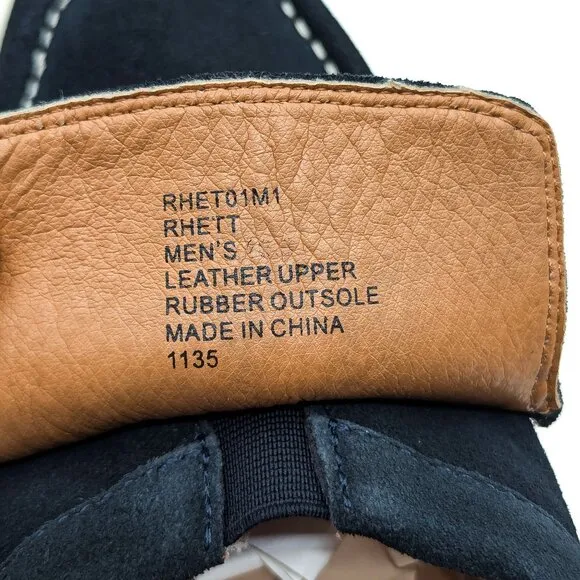 RHET01M1
RHETT
MEN'S
LEATHER UPPER
RUBBER OUTSOLE
MADE IN CHINA
1135